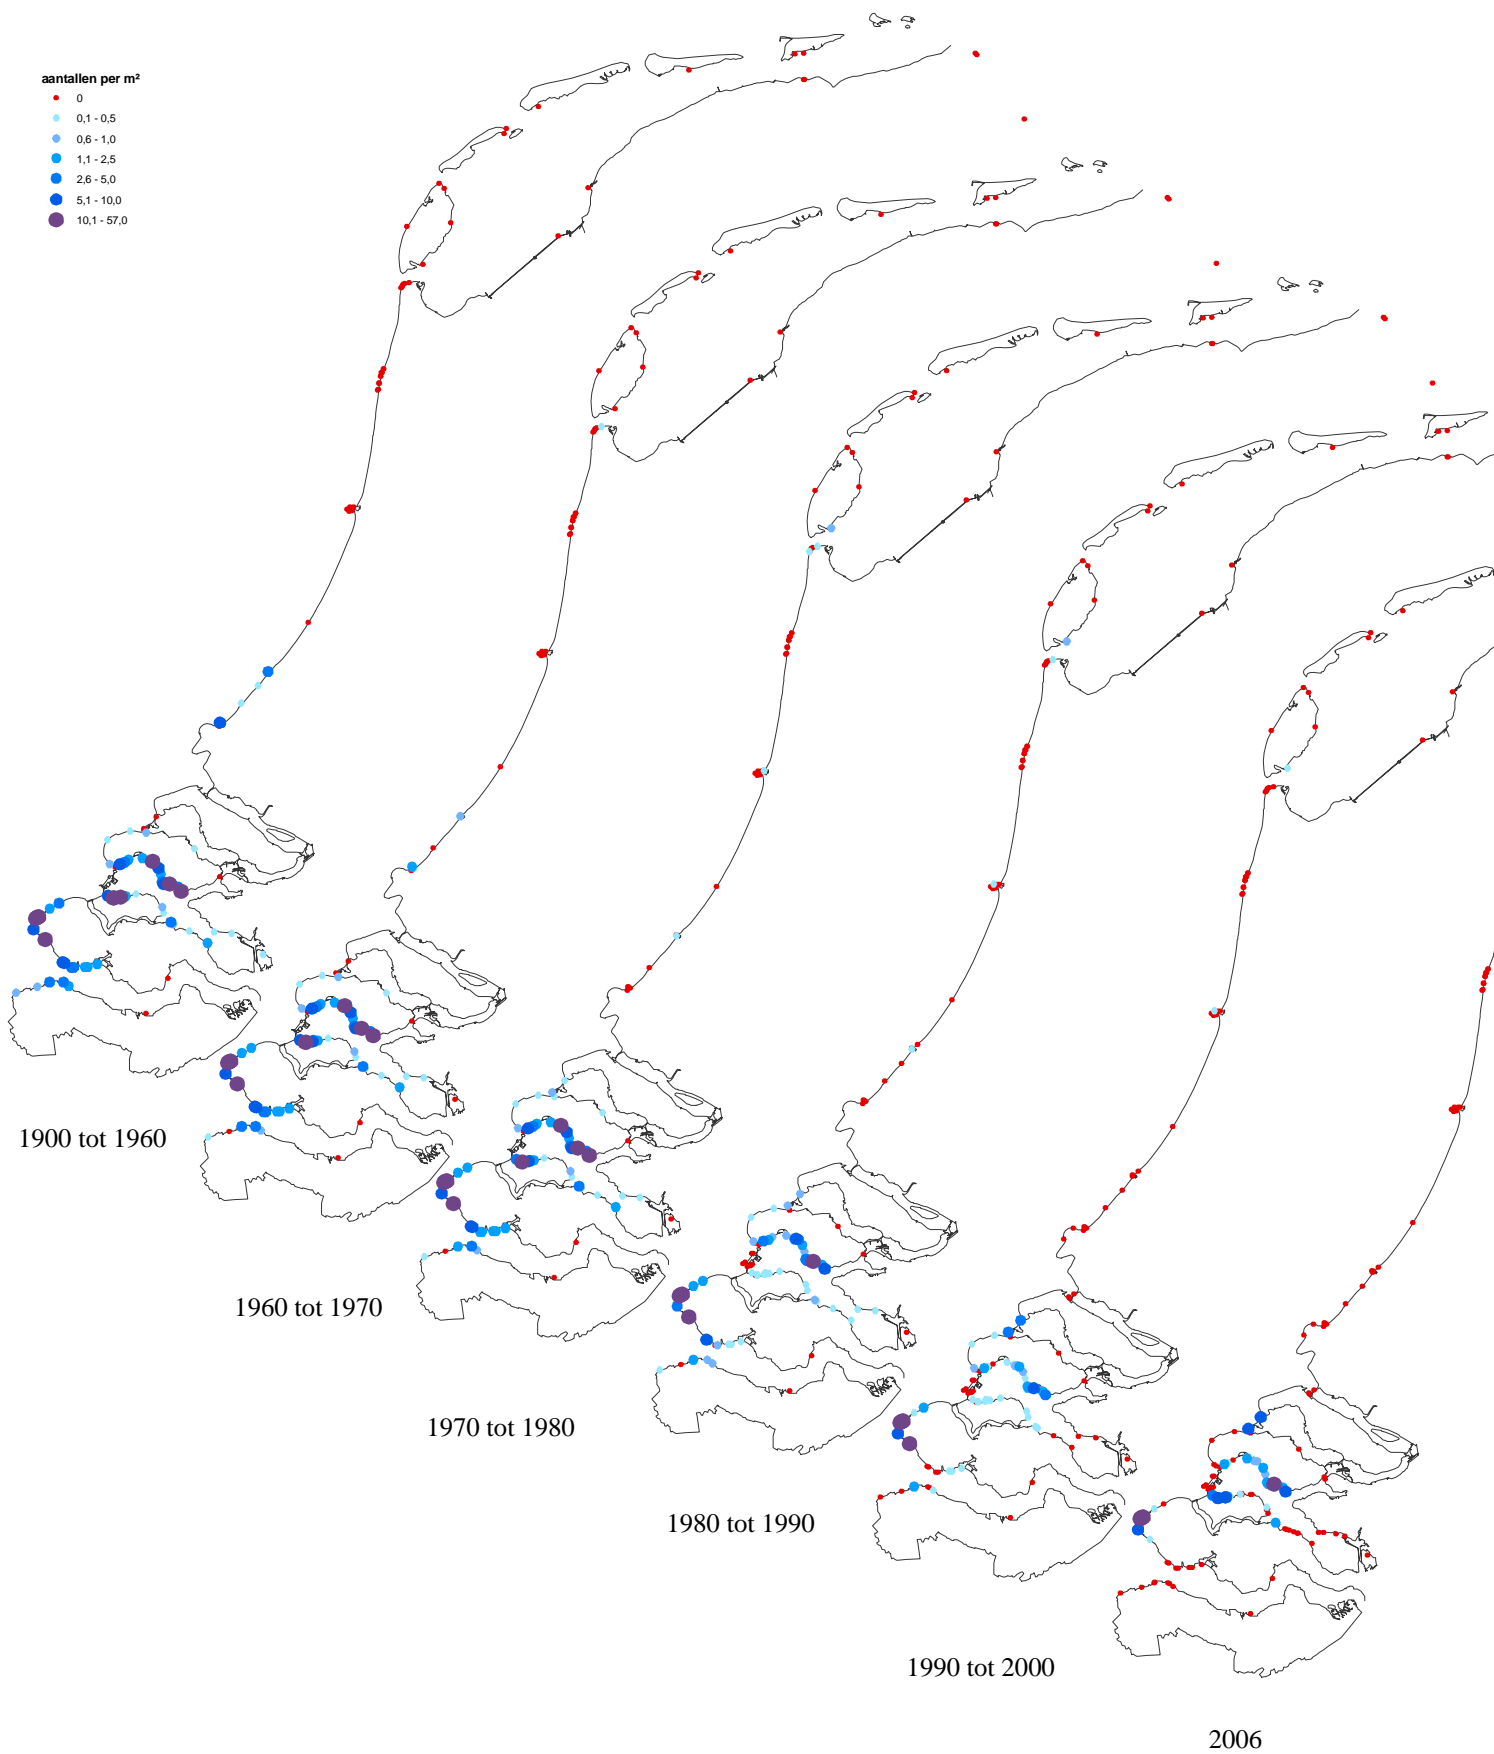 aantallen per m²
0
0,1 - 0,5
0,6 - 1,0
1,1 - 2,5
2,6 - 5,0
5,1 - 10,0
10,1 - 57,0
1900 tot 1960
1960 tot 1970
1970 tot 1980
1980 tot 1990
1990 tot 2000
2006